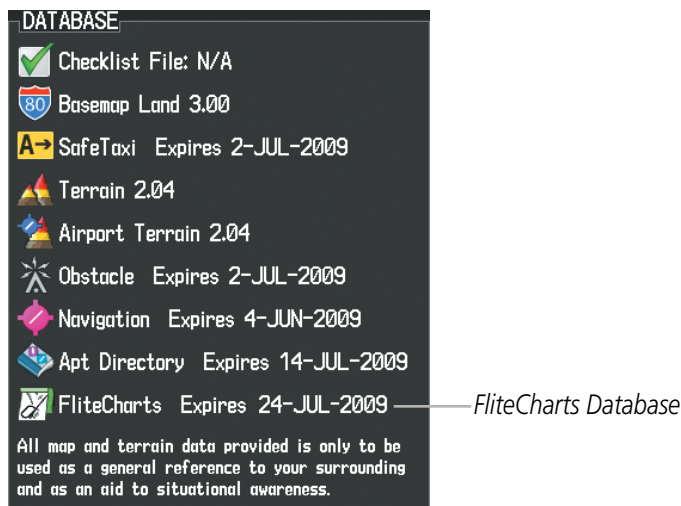 DATABASE
Checklist File: N/A
80 Basemap Land 3.00
A→ SafeTaxi Expires 2-JUL-2009
Terrain 2.04
Airport Terrain 2.04
Obstacle Expires 2-JUL-2009
Navigation Expires 4-JUN-2009
Apt Directory Expires 14-JUL-2009
FliteCharts Expires 24-JUL-2009 FliteCharts Database
All map and terrain data provided is only to be
used as a general reference to your surrounding
and as an aid to situational awareness.